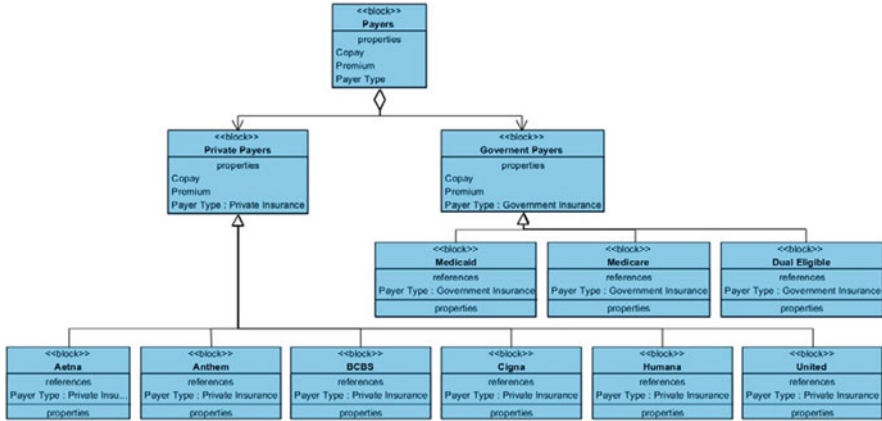 <<block>>
Payers
properties
Copay
Premium
Payer Type
<<block>>
Private Payers
properties
Copay
Premium
Payer Type : Private Insurance
<<block>>
Governent Payers
properties
Copay
Premium
Payer Type : Government Insurance
<<block>>
Medicaid
references
Payer Type : Government Insurance
properties
<<block>>
Medicare
references
Payer Type : Government Insurance
properties
<<block>>
Dual Eligible
references
Payer Type : Government Insurance
properties
<<block>>
Aetna
references
Payer Type : Private Insu...
properties
<<block>>
Anthem
references
Payer Type : Private Insurance
properties
<<block>>
BCBS
references
Payer Type : Private Insurance
properties
<<block>>
Cigna
references
Payer Type : Private Insurance
properties
<<block>>
Humana
references
Payer Type : Private Insurance
properties
<<block>>
United
references
Payer Type : Private Insurance
properties